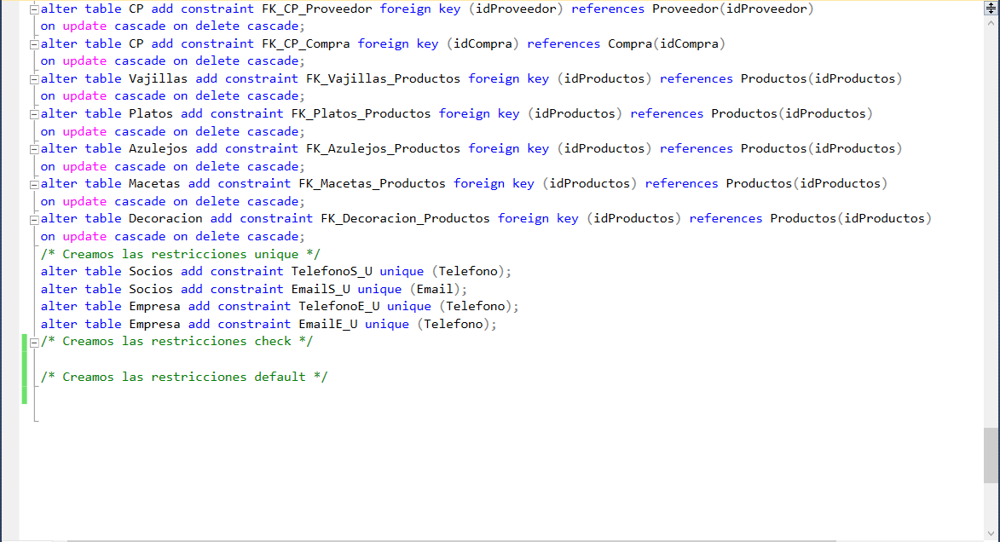 alter table CP add constraint FK_CP_Proveedor foreign key (idProveedor) references Proveedor(idProveedor)
on update cascade on delete cascade;
alter table CP add constraint FK_CP_Compra foreign key (idCompra) references Compra(idCompra)
on update cascade on delete cascade;
alter table Vajillas add constraint FK_Vajillas_Productos foreign key (idProductos) references Productos(idProductos)
on update cascade on delete cascade;
alter table Platos add constraint FK_Platos_Productos foreign key (idProductos) references Productos(idProductos)
on update cascade on delete cascade;
alter table Azulejos add constraint FK_Azulejos_Productos foreign key (idProductos) references Productos(idProductos)
on update cascade on delete cascade;
alter table Macetas add constraint FK_Macetas_Productos foreign key (idProductos) references Productos(idProductos)
on update cascade on delete cascade;
alter table Decoracion add constraint FK_Decoracion_Productos foreign key (idProductos) references Productos(idProductos)
on update cascade on delete cascade;
/* Creamos las restricciones unique */
alter table Socios add constraint TelefonoS_U unique (Telefono);
alter table Socios add constraint EmailS_U unique (Email);
alter table Empresa add constraint TelefonoE_U unique (Telefono);
alter table Empresa add constraint EmailE_U unique (Telefono);
/* Creamos las restricciones check */
/* Creamos las restricciones default */